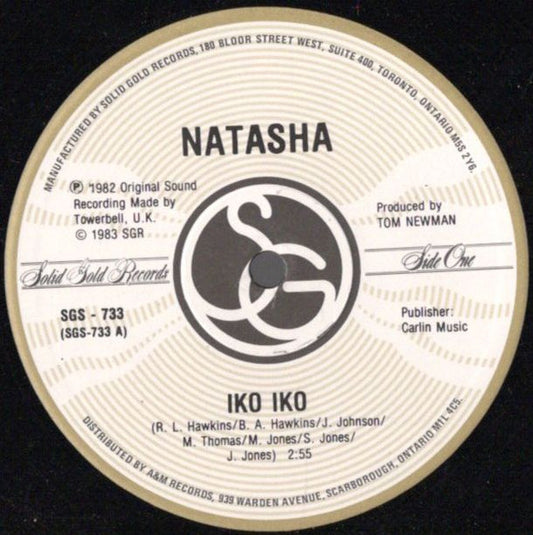 MANUFACTURED BY SOLID GOLD RECORDS, 180 BLOOR STREET WEST, SUITE 400, TORONTO, ONTARIO M5S 2Y6.
NATASHA
℗ 1982 Original Sound
Recording Made by
Towerbell, U.K.
© 1983 SGR
Produced by
TOM NEWMAN
SG
Solid Gold Records
Side One
SGS - 733
(SGS-733 A)
Publisher:
Carlin Music
IKO IKO
(R. L. Hawkins/B. A. Hawkins/J. Johnson/
M. Thomas/M. Jones/S. Jones/
J. Jones) 2:55
DISTRIBUTED BY A&M RECORDS, 939 WARDEN AVENUE, SCARBOROUGH, ONTARIO M1L 4C5.